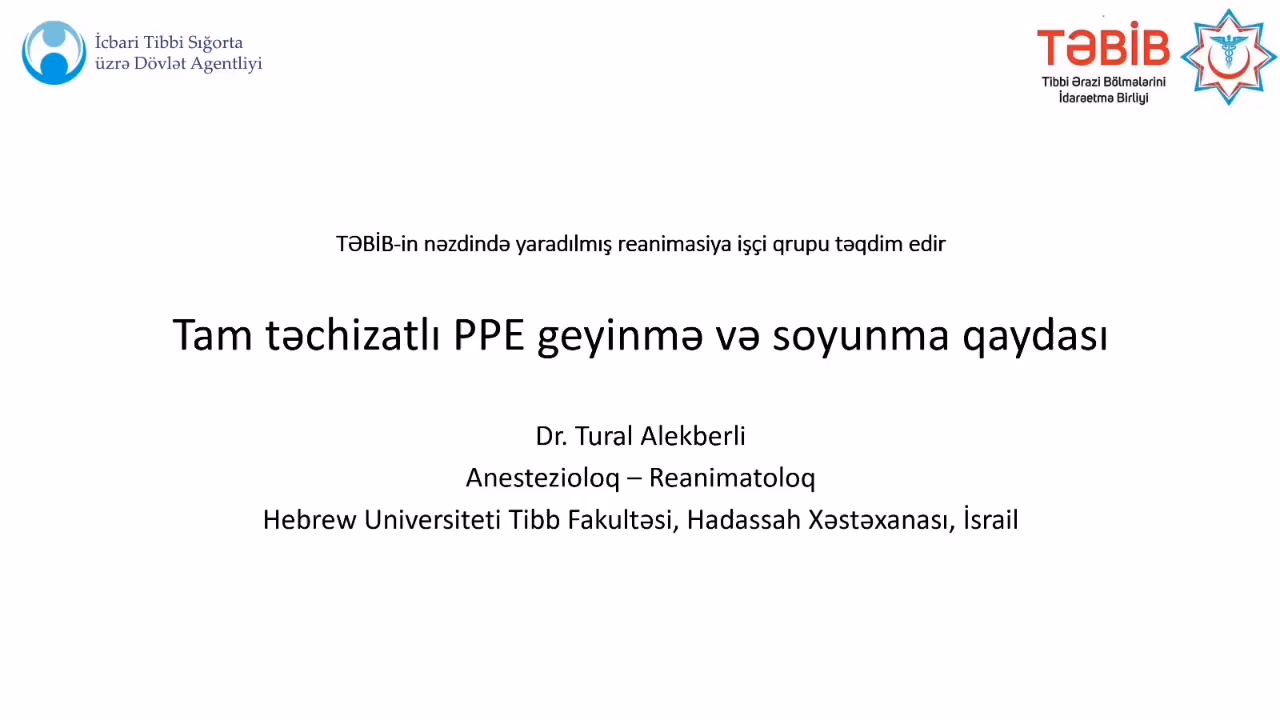 İcbari Tibbi Sığorta
üzrə Dövlət Agentliyi
TƏBİB
Tibbi Ərazi Bölmələrini
İdarəetmə Birliyi
TƏBİB-in nəzdində yaradılmış reanimasiya işçi qrupu təqdim edir
Tam təchizatlı PPE geyinmə və soyunma qaydası
Dr. Tural Alekberli
Anestezioloq – Reanimatoloq
Hebrew Universiteti Tibb Fakultəsi, Hadassah Xəstəxanası, İsrail